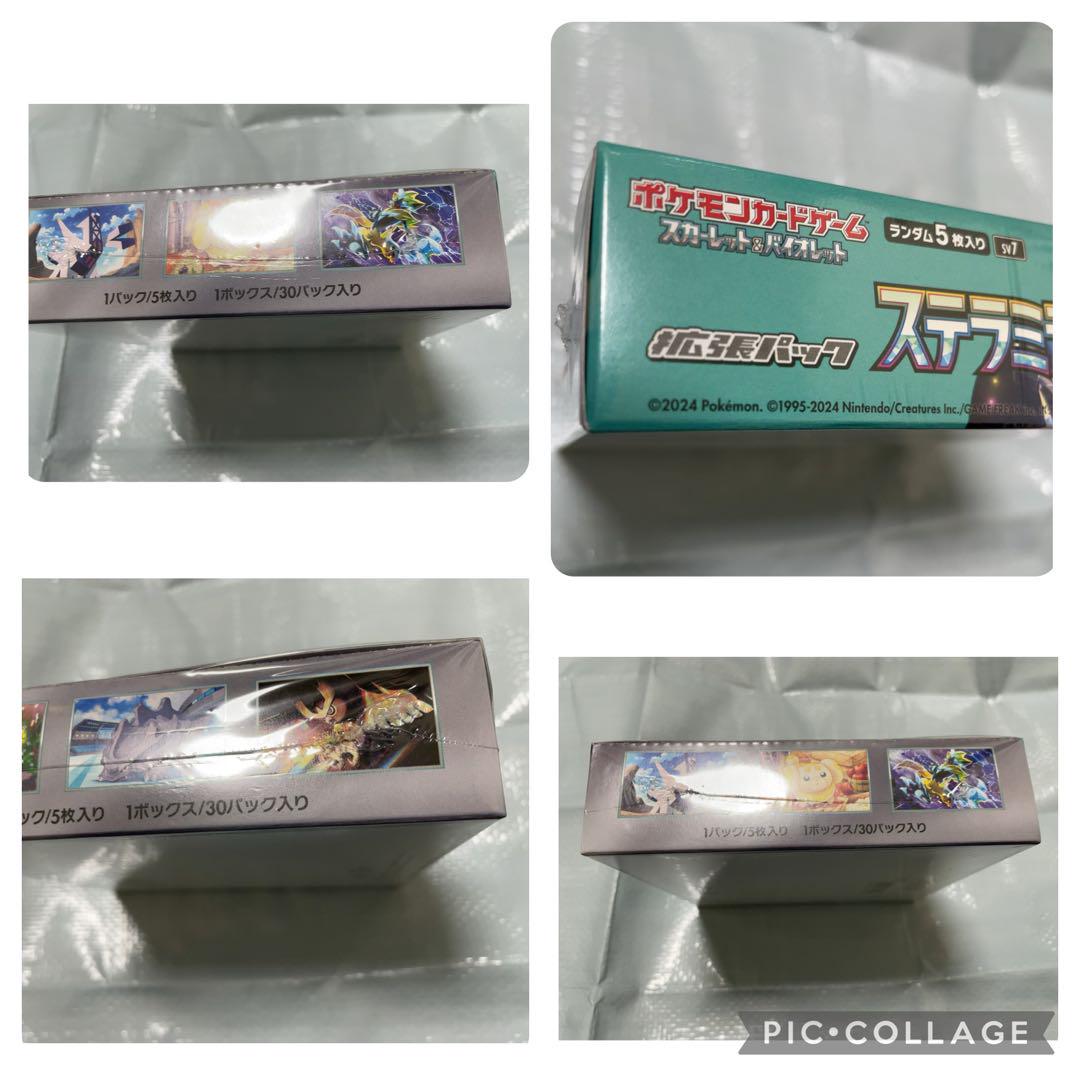 1パック/5枚入り 1ボックス/30パック入り
ポケモンカードゲーム
スカーレット&バイオレット
ランダム5枚入り SV7
拡張パック ステラミ
©2024 Pokémon. ©1995-2024 Nintendo/Creatures Inc./GAME FREAK inc.
ック/5枚入り 1ボックス/30パック入り
1パック/5枚入り 1ボックス/30パック入り
PIC•COLLAGE